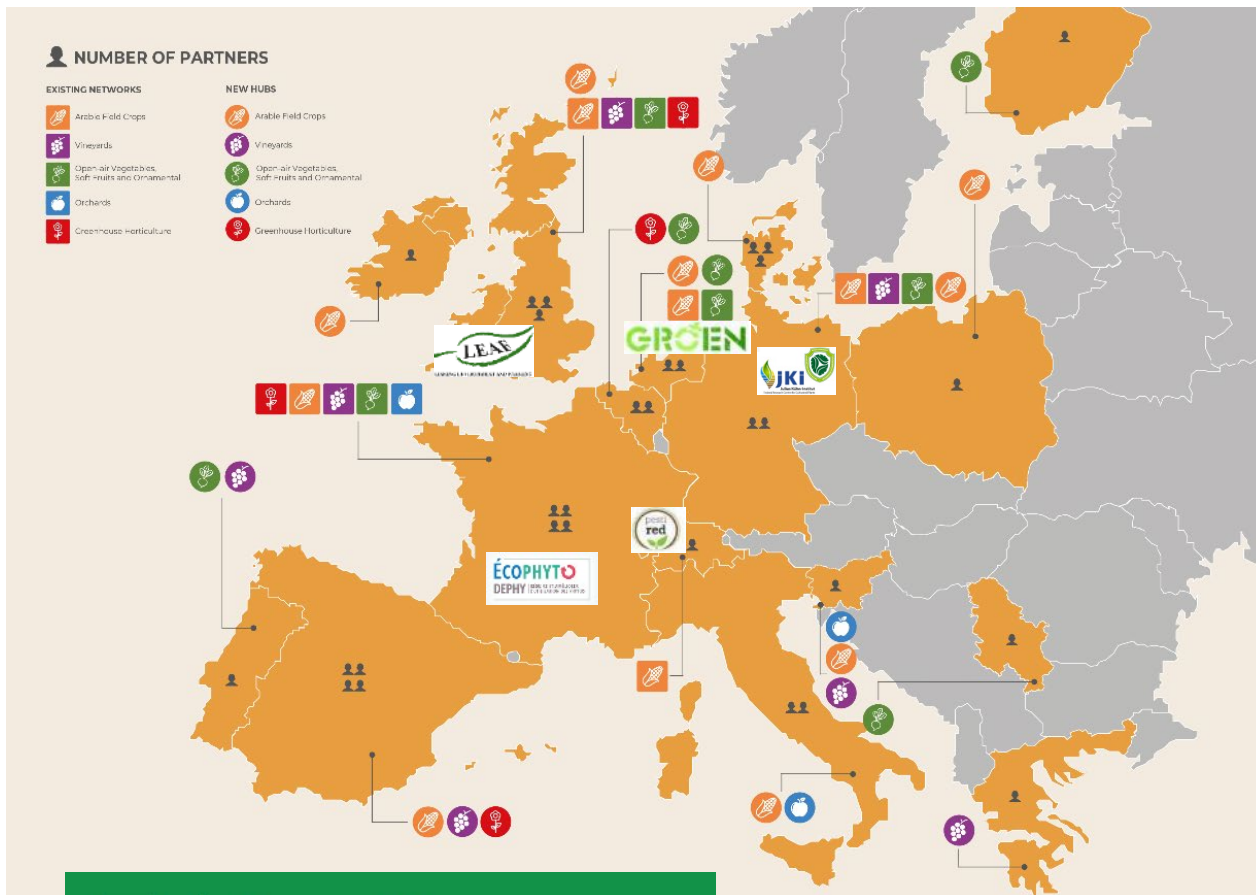 NUMBER OF PARTNERS
EXISTING NETWORKS
Arable Field Crops
Vineyards
Open-air Vegetables,
Soft Fruits and Ornamental
Orchards
Greenhouse Horticulture
NEW HUBS
Arable Field Crops
Vineyards
Open-air Vegetables,
Soft Fruits and Ornamental
Orchards
Greenhouse Horticulture
LEAF
GROEN
JKI
pesti
red
ÉCOPHYTO
DEPHY